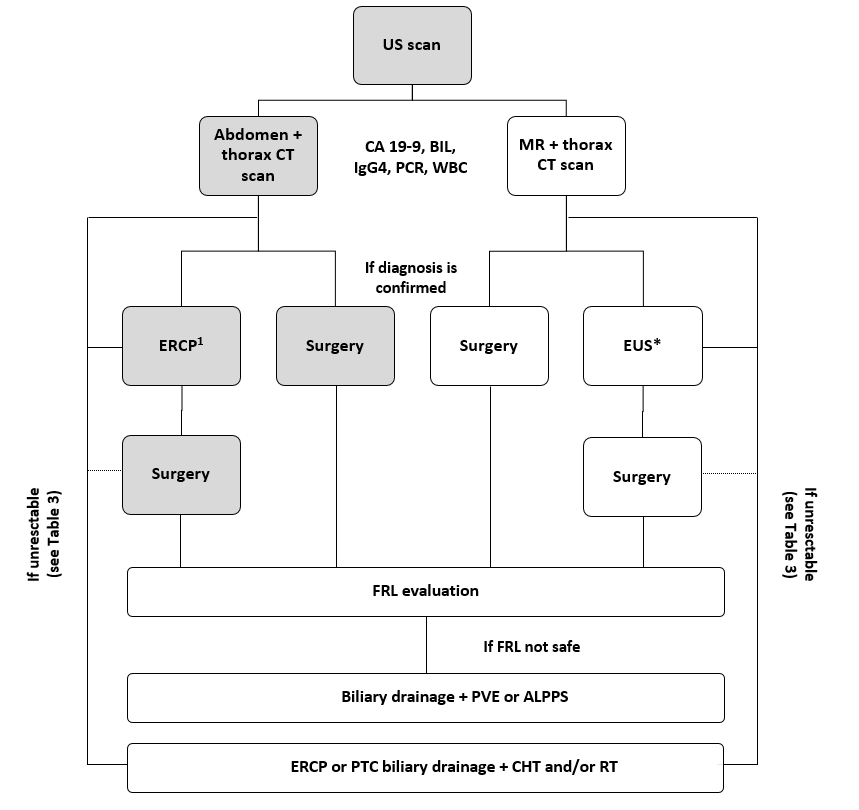 US scan
Abdomen +
thorax CT
scan
CA 19-9, BIL,
IgG4, PCR, WBC
MR + thorax
CT scan
If diagnosis is
confirmed
ERCP¹
Surgery
Surgery
EUS*
Surgery
Surgery
If unresctable
(see Table 3)
If unresctable
(see Table 3)
FRL evaluation
If FRL not safe
Biliary drainage + PVE or ALPPS
ERCP or PTC biliary drainage + CHT and/or RT